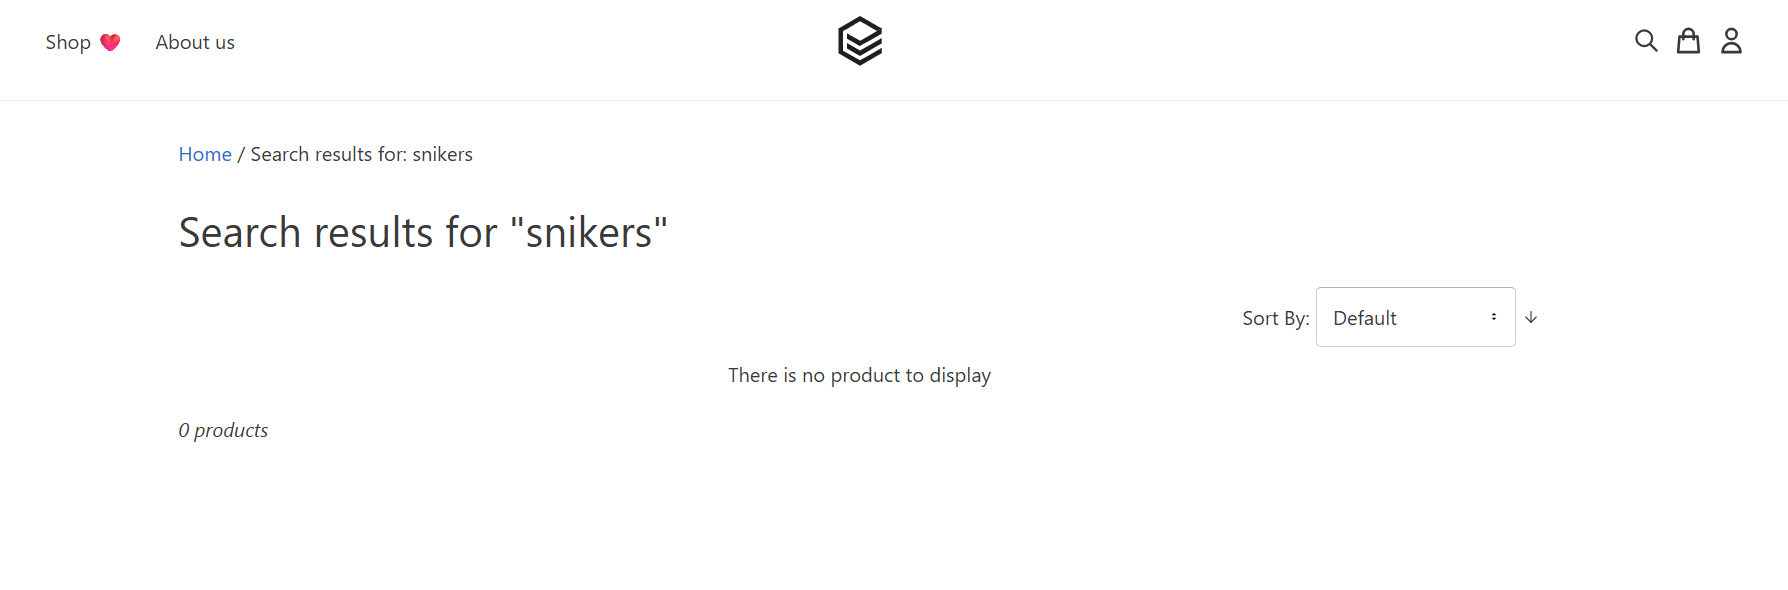 Shop About us
Home / Search results for: snikers
Search results for "snikers"
Sort By: Default
There is no product to display
0 products